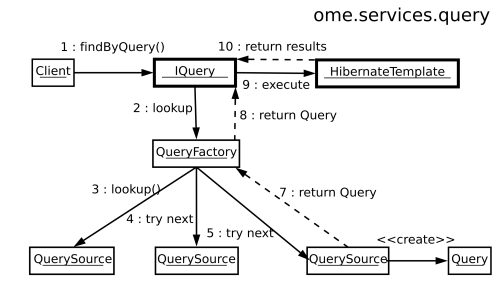 ome.services.query
1 : findByQuery()
10 : return results
Client
IQuery
HibernateTemplate
9 : execute
2 : lookup
8 : return Query
QueryFactory
3 : lookup()
7 : return Query
4 : try next
5 : try next
<<create>>
QuerySource
QuerySource
QuerySource
Query